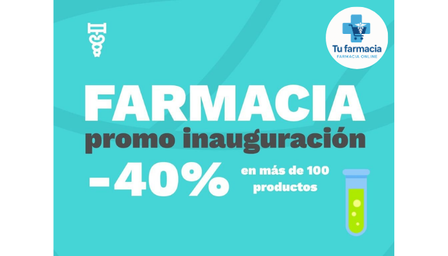 Tu farmacia
FARMACIA ONLINE
FARMACIA
promo inauguración
-40%
en más de 100
productos